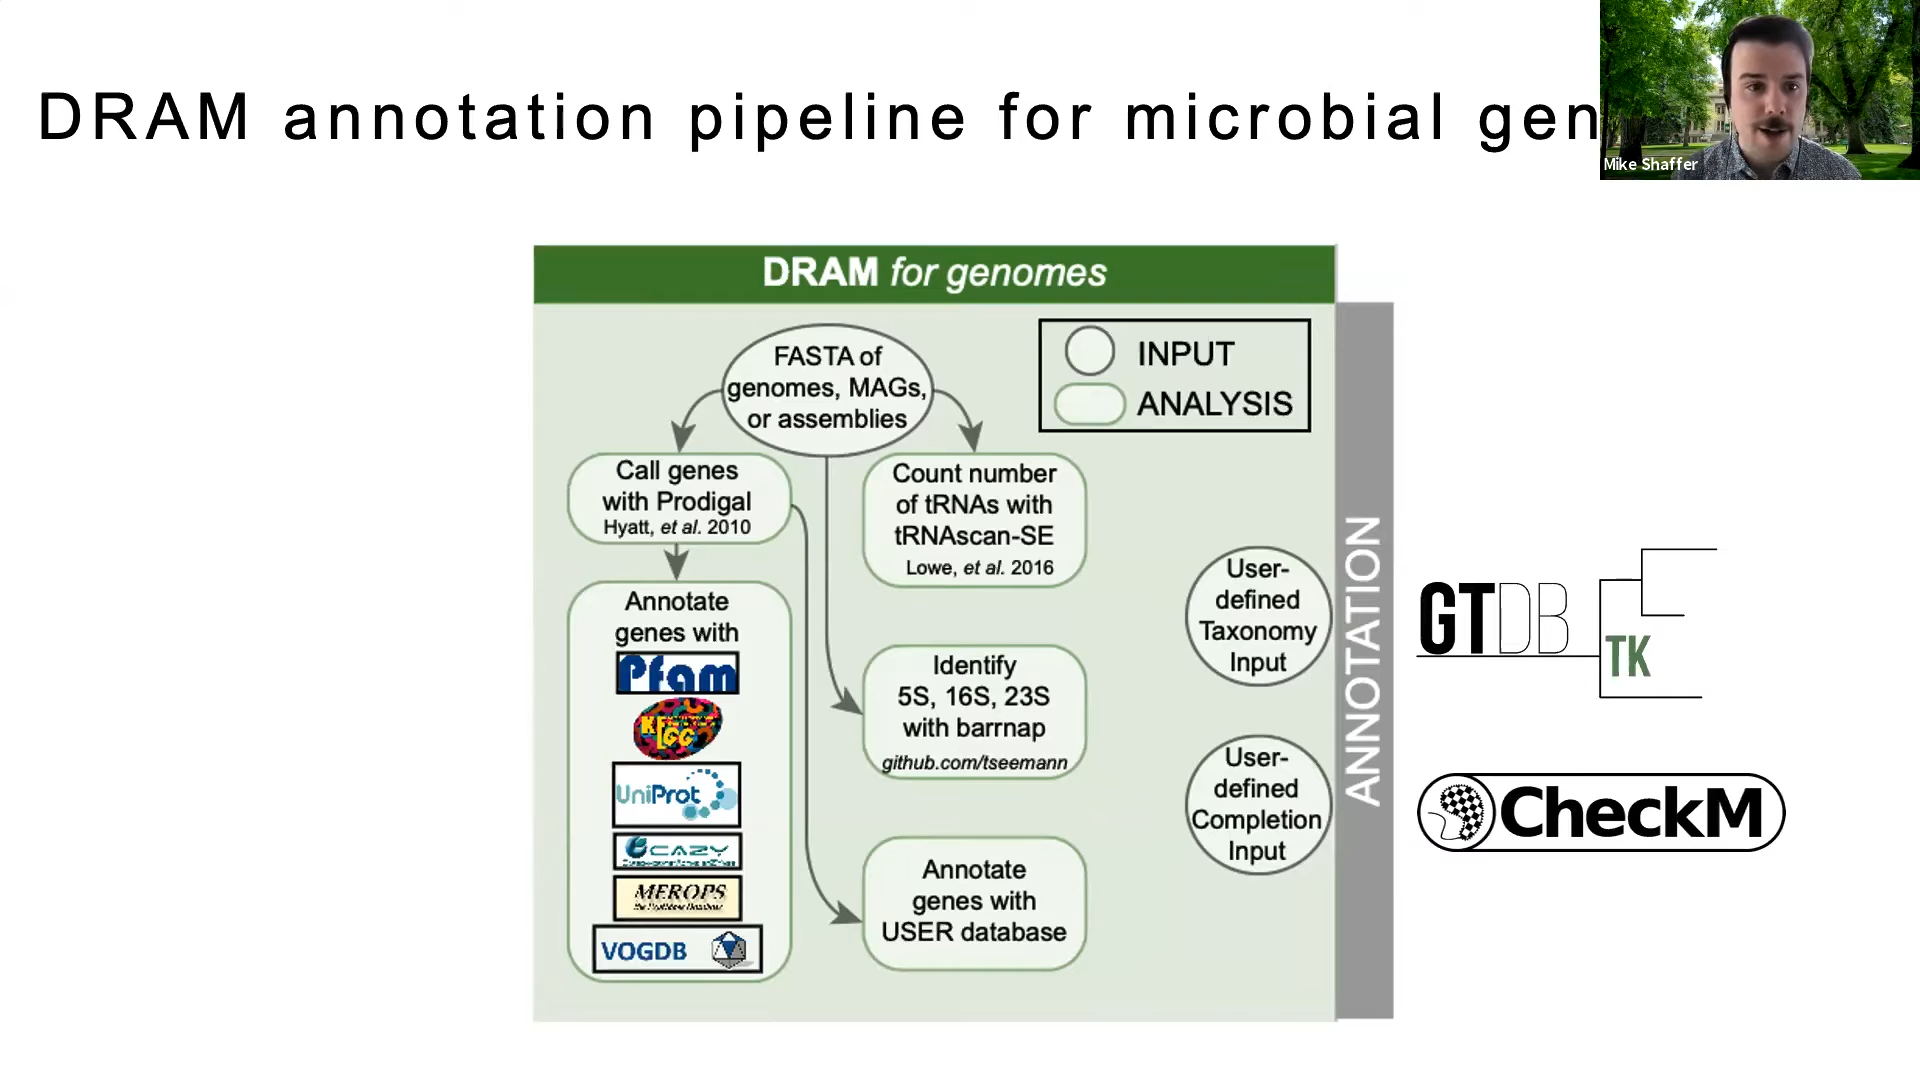 DRAM annotation pipeline for microbial gen
Mike Shaffer
DRAM for genomes
FASTA of
genomes, MAGs,
or assemblies
INPUT
ANALYSIS
Call genes
with Prodigal
Hyatt, et al. 2010
Count number
of tRNAs with
tRNAscan-SE
Lowe, et al. 2016
Annotate
genes with
Pfam
KEGG
UniProt
CAZY
MEROPS
VOGDB
Identify
5S, 16S, 23S
with barrnap
github.com/tseemann
Annotate
genes with
USER database
User-
defined
Taxonomy
Input
User-
defined
Completion
Input
ANNOTATION
GTDB
TK
CheckM